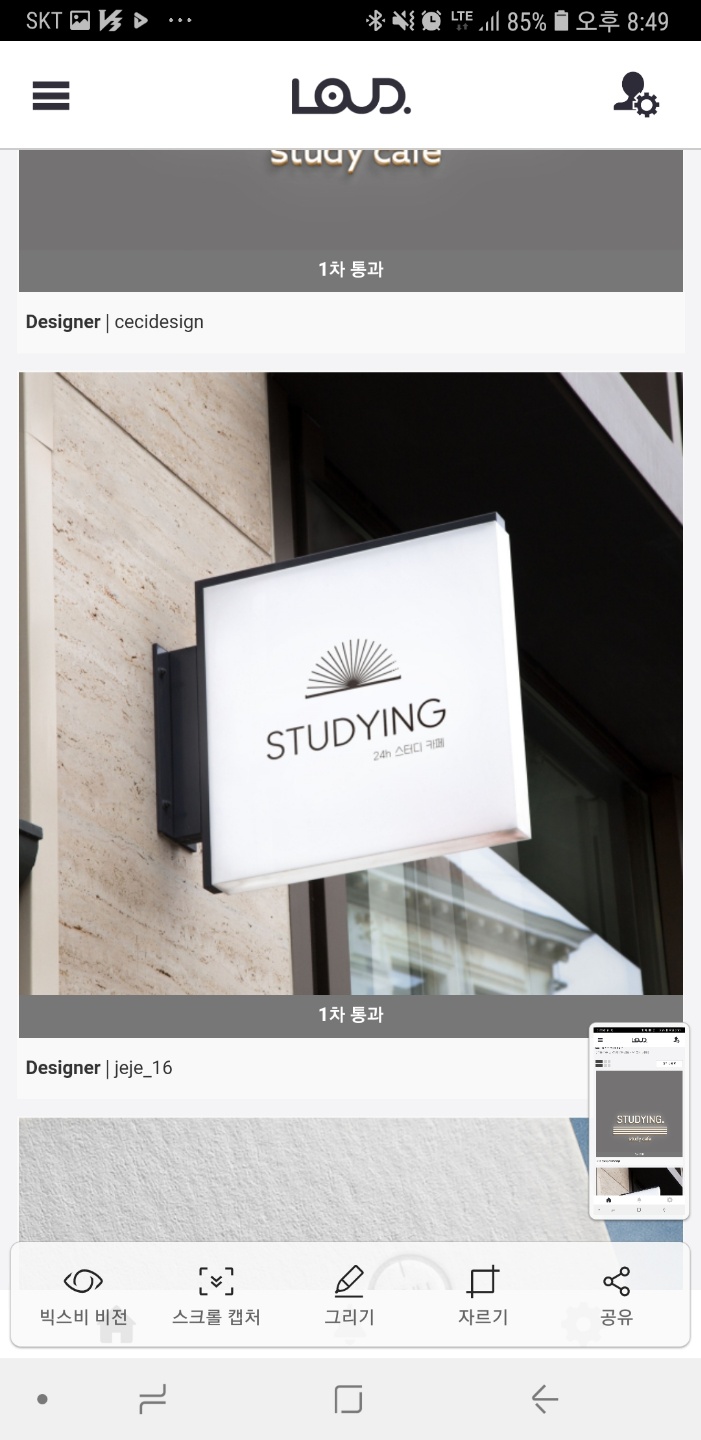 SKT 85% 오후 8:49
LTE
LOUD.
study cafe
1차 통과
Designer | cecidesign
STUDYING
24h 스터디 카페
1차 통과
Designer | jeje_16
LOUD.
STUDYING.
study cafe
빅스비 비전 스크롤 캡처 그리기 자르기 공유